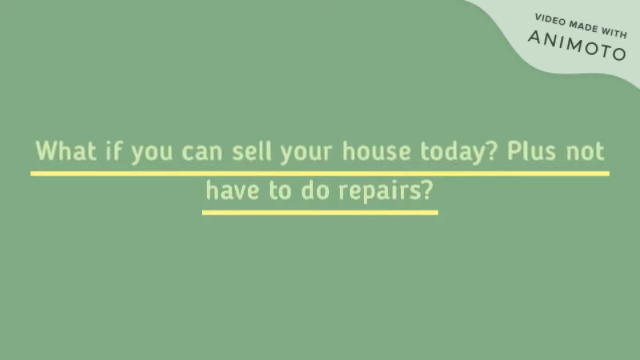 VIDEO MADE WITH
ANIMOTO
What if you can sell your house today? Plus not
have to do repairs?